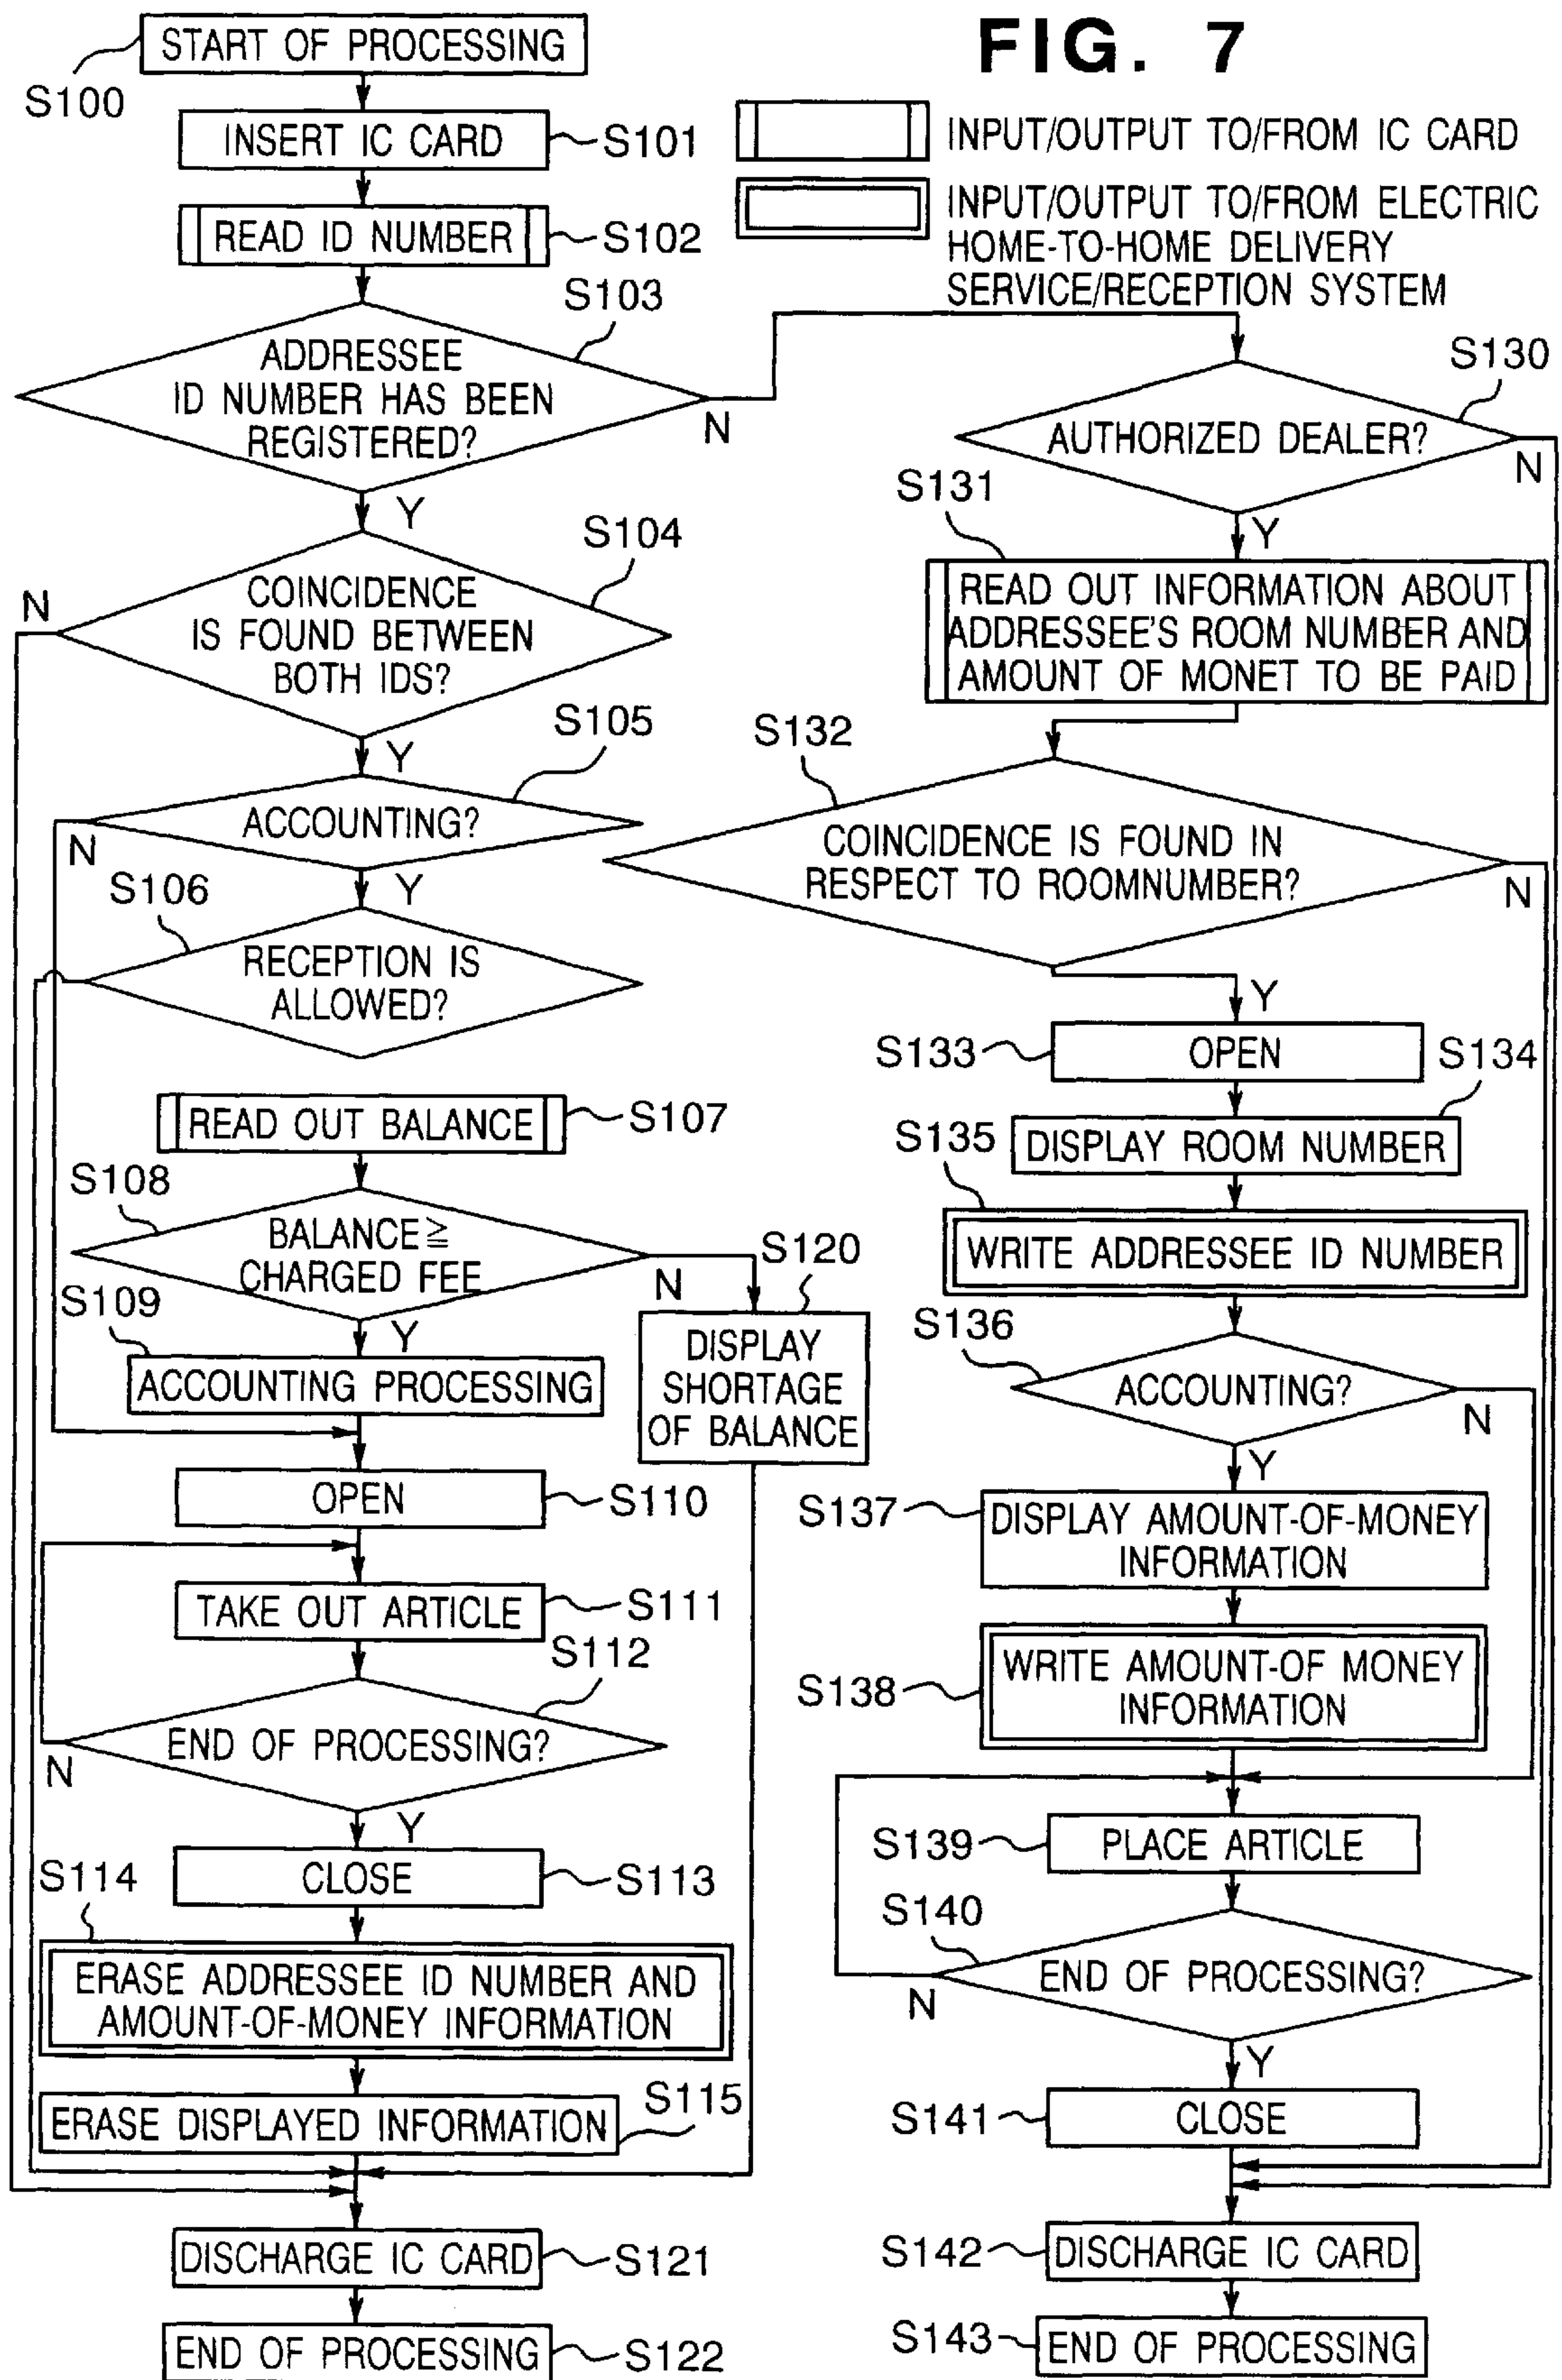 FIG. 7
START OF PROCESSING
S100
INSERT IC CARD
S101
INPUT/OUTPUT TO/FROM IC CARD
READ ID NUMBER
S102
INPUT/OUTPUT TO/FROM ELECTRIC
HOME-TO-HOME DELIVERY
SERVICE/RECEPTION SYSTEM
S103
ADDRESSEE
ID NUMBER HAS BEEN
REGISTERED?
N
Y
S104
COINCIDENCE
IS FOUND BETWEEN
BOTH IDS?
N
Y
S105
ACCOUNTING?
N
Y
S106
RECEPTION IS
ALLOWED?
READ OUT BALANCE
S107
S108
BALANCE≧
CHARGED FEE
N
Y
S120
DISPLAY
SHORTAGE
OF BALANCE
S109
ACCOUNTING PROCESSING
OPEN
S110
TAKE OUT ARTICLE
S111
S112
END OF PROCESSING?
N
Y
CLOSE
S113
S114
ERASE ADDRESSEE ID NUMBER AND
AMOUNT-OF-MONEY INFORMATION
S115
ERASE DISPLAYED INFORMATION
DISCHARGE IC CARD
S121
END OF PROCESSING
S122
S130
AUTHORIZED DEALER?
N
Y
S131
READ OUT INFORMATION ABOUT
ADDRESSEE'S ROOM NUMBER AND
AMOUNT OF MONET TO BE PAID
S132
COINCIDENCE IS FOUND IN
RESPECT TO ROOMNUMBER?
N
Y
S133
OPEN
S134
DISPLAY ROOM NUMBER
S135
WRITE ADDRESSEE ID NUMBER
S136
ACCOUNTING?
N
Y
S137
DISPLAY AMOUNT-OF-MONEY
INFORMATION
S138
WRITE AMOUNT-OF MONEY
INFORMATION
S139
PLACE ARTICLE
S140
END OF PROCESSING?
N
Y
S141
CLOSE
S142
DISCHARGE IC CARD
S143
END OF PROCESSING